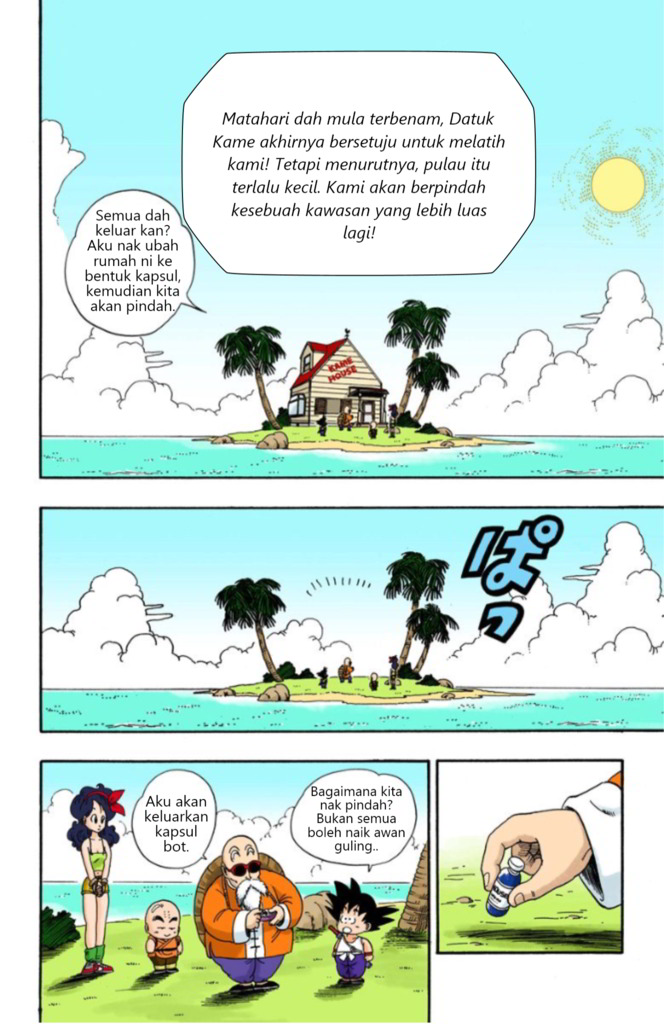 Matahari dah mula terbenam, Datuk
Kame akhirnya bersetuju untuk melatih
kami! Tetapi menurutnya, pulau itu
terlalu kecil. Kami akan berpindah
kesebuah kawasan yang lebih luas
lagi!
Semua dah
keluar kan?
Aku nak ubah
rumah ni ke
bentuk kapsul,
kemudian kita
akan pindah.
KAME
HOUSE
ぱっ
Aku akan
keluarkan
kapsul
bot.
Bagaimana kita
nak pindah?
Bukan semua
boleh naik awan
guling..